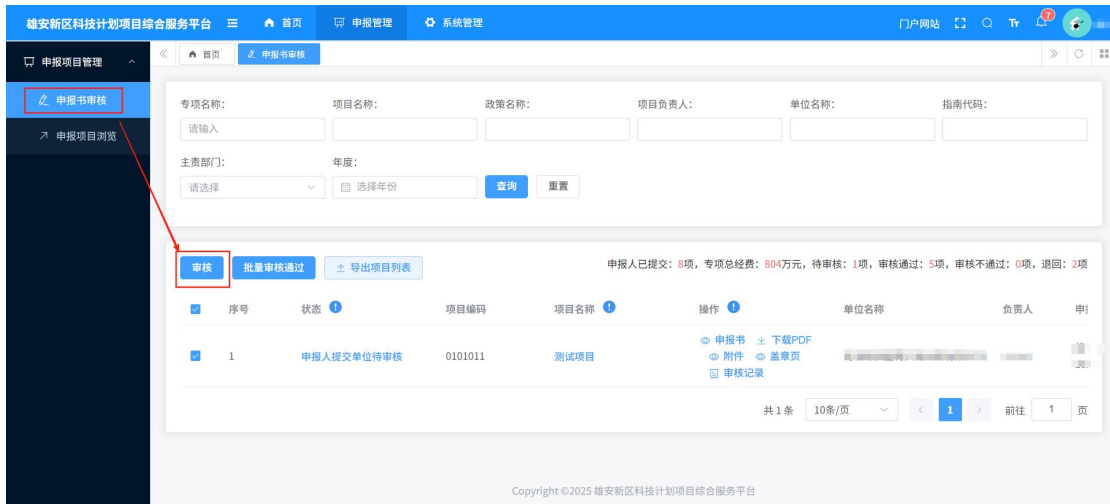 雄安新区科技计划项目综合服务平台 首页 申报管理 系统管理 门户网站 Tr 7
申报项目管理 首页 申报书审核
申报书审核
申报项目浏览
专项名称： 项目名称： 政策名称： 项目负责人： 单位名称： 指南代码：
请输入
主责部门： 年度：
请选择 选择年份 查询 重置
审核 批量审核通过 导出项目列表 申报人已提交：8项，专项总经费：804万元，待审核：1项，审核通过：5项，审核不通过：0项，退回：2项
序号 状态 项目编码 项目名称 操作 单位名称 负责人
1 申报人提交单位待审核 0101011 测试项目 申报书 下载PDF
附件 盖章页
审核记录
共 1 条 10条/页 1 前往 1 页
Copyright ©2025 雄安新区科技计划项目综合服务平台